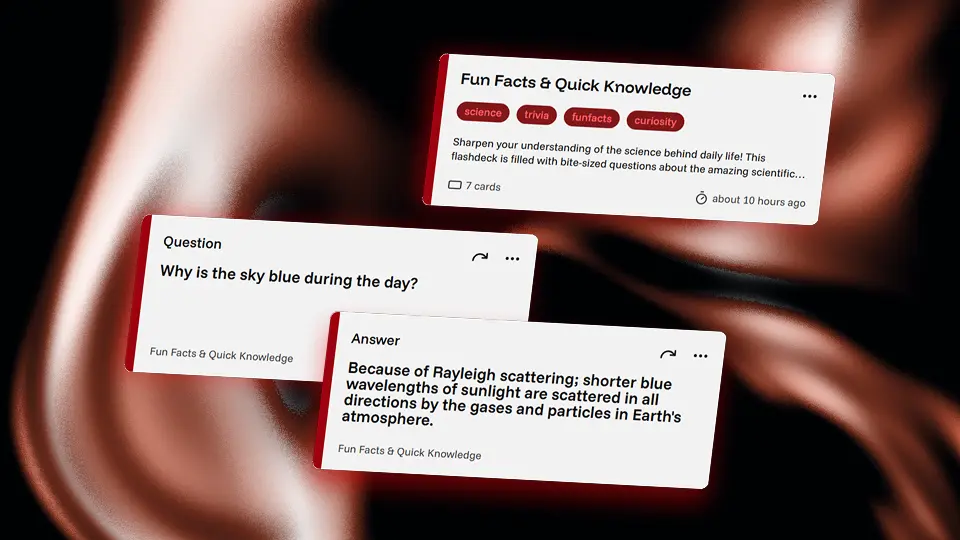 Fun Facts & Quick Knowledge
science
trivia
funfacts
curiosity
Sharpen your understanding of the science behind daily life! This
flashdeck is filled with bite-sized questions about the amazing scientific...
7 cards
about 10 hours ago
Question
Why is the sky blue during the day?
Fun Facts & Quick Knowledge
Answer
Because of Rayleigh scattering; shorter blue
wavelengths of sunlight are scattered in all
directions by the gases and particles in Earth's
atmosphere.
Fun Facts & Quick Knowledge